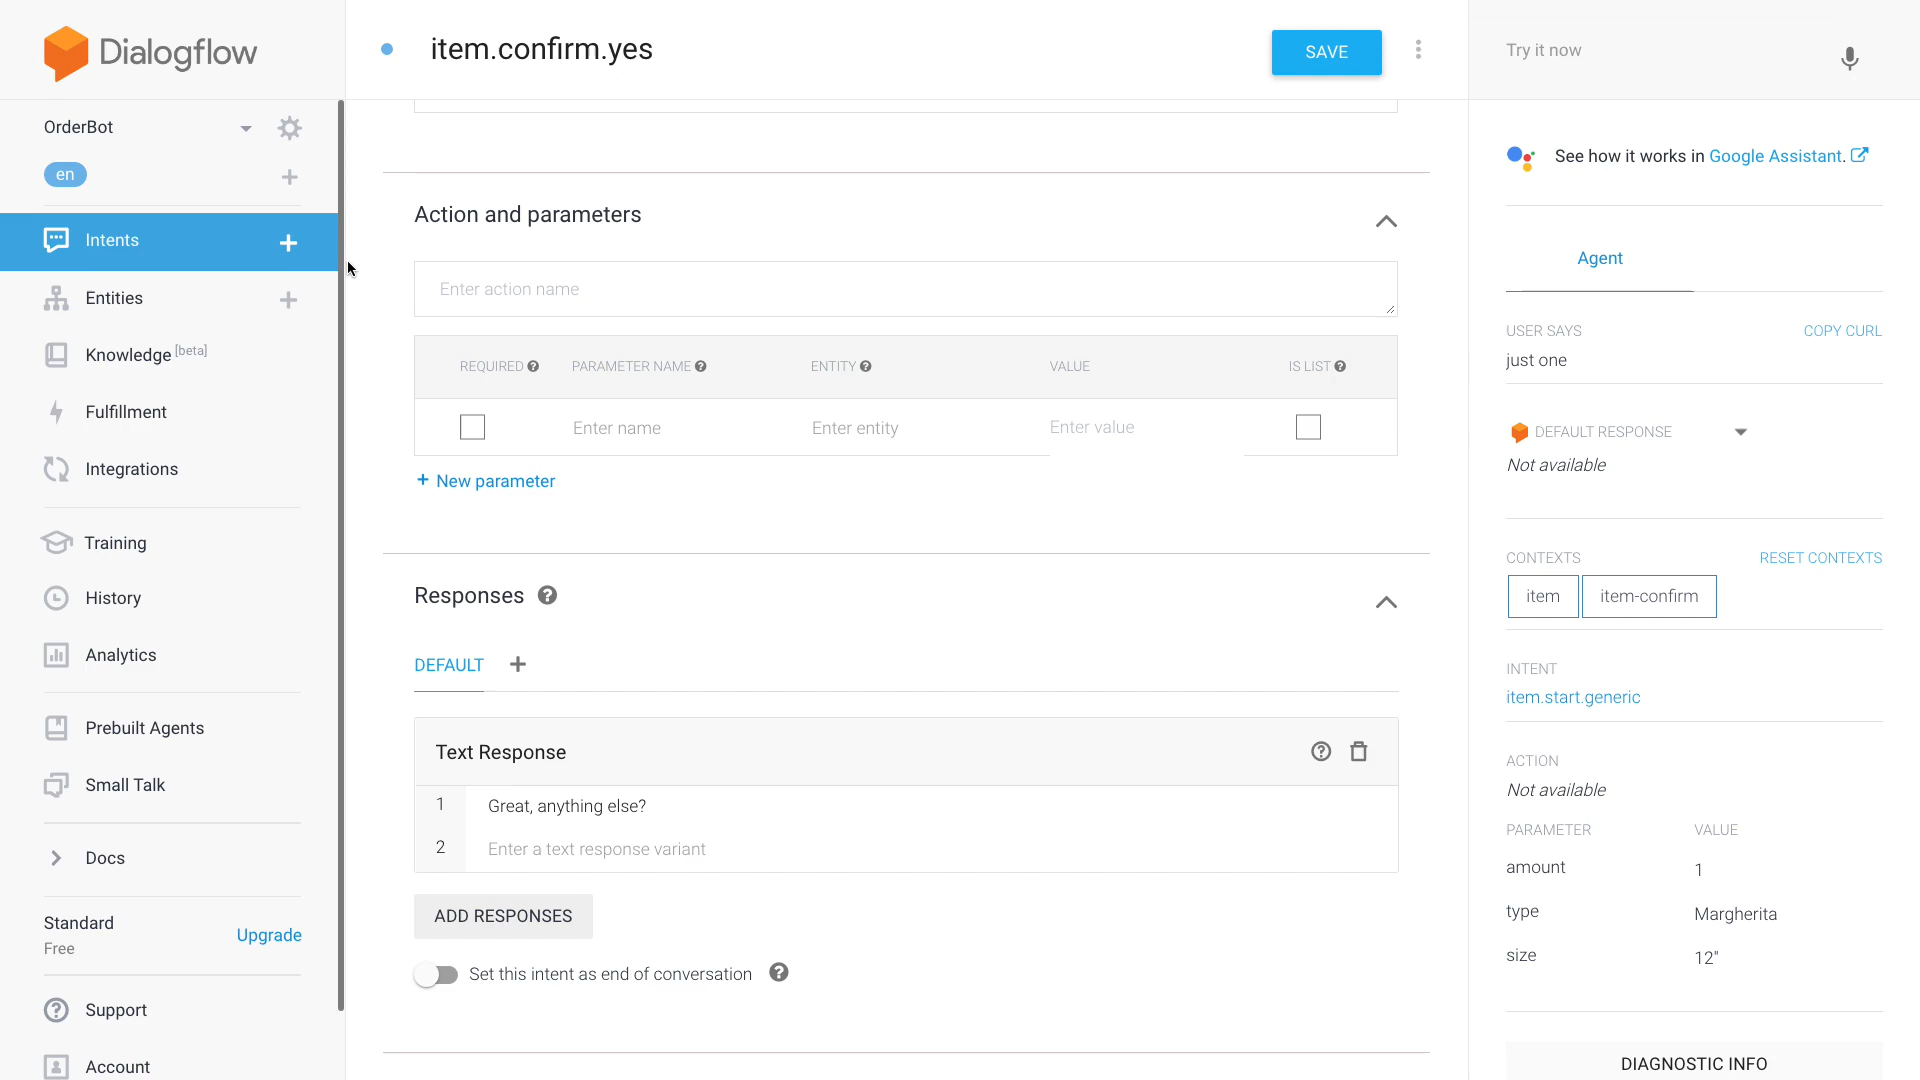 Dialogflow
OrderBot
en
Intents
Entities
Knowledge [beta]
Fulfillment
Integrations
Training
History
Analytics
Prebuilt Agents
Small Talk
Docs
Standard
Free
Upgrade
Support
Account
item.confirm.yes
SAVE
Action and parameters
Enter action name
REQUIRED PARAMETER NAME ENTITY VALUE IS LIST
Enter name Enter entity Enter value
+ New parameter
Responses
DEFAULT +
Text Response
1 Great, anything else?
2 Enter a text response variant
ADD RESPONSES
Set this intent as end of conversation
Try it now
See how it works in Google Assistant.
Agent
USER SAYS COPY CURL
just one
DEFAULT RESPONSE
Not available
CONTEXTS RESET CONTEXTS
item item-confirm
INTENT
item.start.generic
ACTION
Not available
PARAMETER VALUE
amount 1
type Margherita
size 12"
DIAGNOSTIC INFO